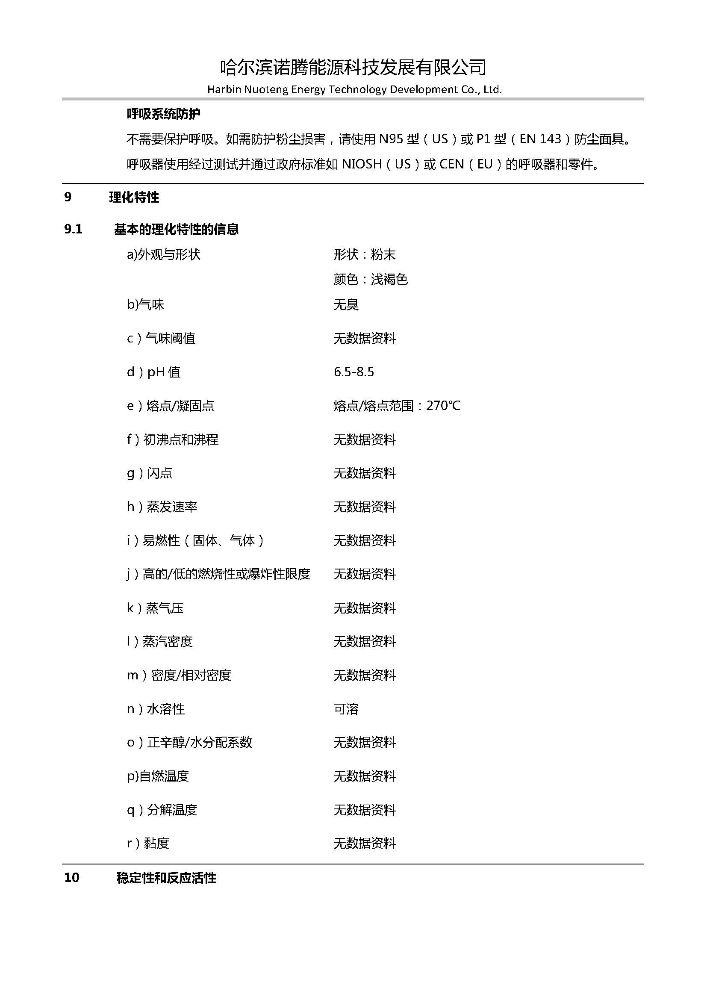 哈尔滨诺腾能源科技发展有限公司
Harbin Nuoteng Energy Technology Development Co., Ltd.
呼吸系统防护
不需要保护呼吸。如需防护粉尘损害，请使用 N95 型（US）或 P1 型（EN 143）防尘面具。
呼吸器使用经过测试并通过政府标准如 NIOSH（US）或 CEN（EU）的呼吸器和零件。
9 理化特性
9.1 基本的理化特性的信息
a)外观与形状 形状：粉末
颜色：浅褐色
b)气味 无臭
c）气味阈值 无数据资料
d）pH 值 6.5-8.5
e）熔点/凝固点 熔点/熔点范围：270℃
f）初沸点和沸程 无数据资料
g）闪点 无数据资料
h）蒸发速率 无数据资料
i）易燃性（固体、气体） 无数据资料
j）高的/低的燃烧性或爆炸性限度 无数据资料
k）蒸气压 无数据资料
l）蒸汽密度 无数据资料
m）密度/相对密度 无数据资料
n）水溶性 可溶
o）正辛醇/水分配系数 无数据资料
p)自燃温度 无数据资料
q）分解温度 无数据资料
r）黏度 无数据资料
10 稳定性和反应活性